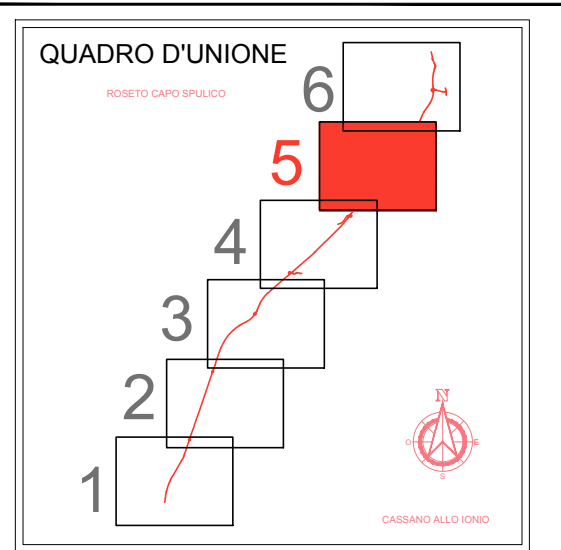 QUADRO D'UNIONE
ROSETO CAPO SPULICO
6
5
4
3
2
1
N
O
E
S
CASSANO ALLO IONIO